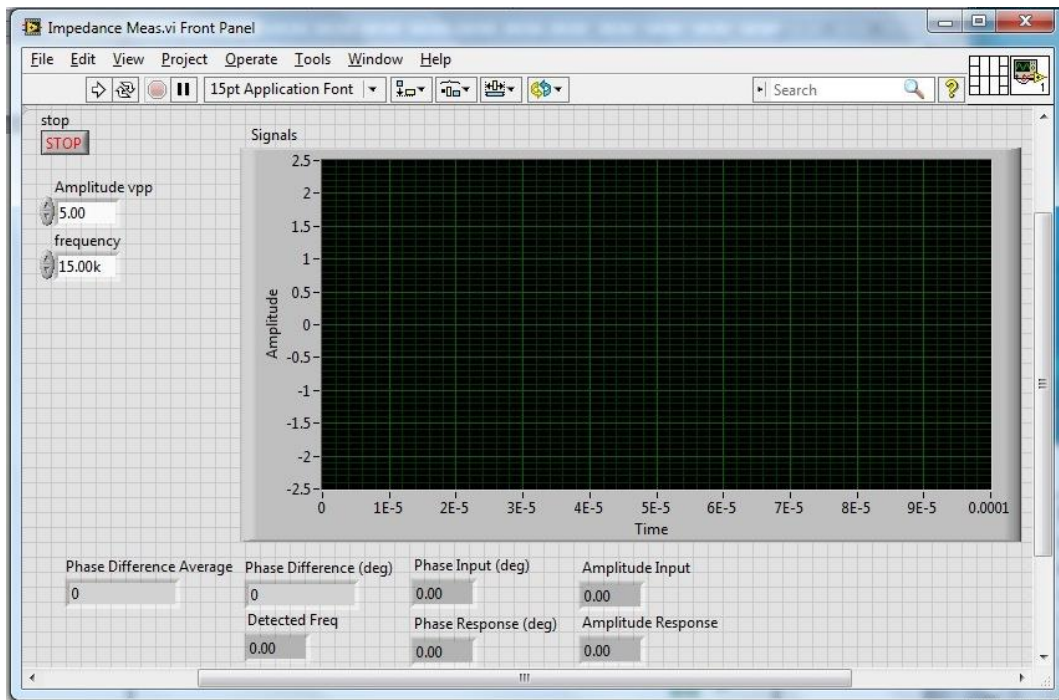 Impedance Meas.vi Front Panel
File Edit View Project Operate Tools Window Help
15pt Application Font
Search
1
stop
STOP
Amplitude vpp
5.00
frequency
15.00k
Signals
2.5
2
1.5
1
0.5
0
-0.5
-1
-1.5
-2
-2.5
Amplitude
0 1E-5 2E-5 3E-5 4E-5 5E-5 6E-5 7E-5 8E-5 9E-5 0.0001
Time
Phase Difference Average Phase Difference (deg) Phase Input (deg) Amplitude Input
0 0 0.00 0.00
Detected Freq Phase Response (deg) Amplitude Response
0.00 0.00 0.00